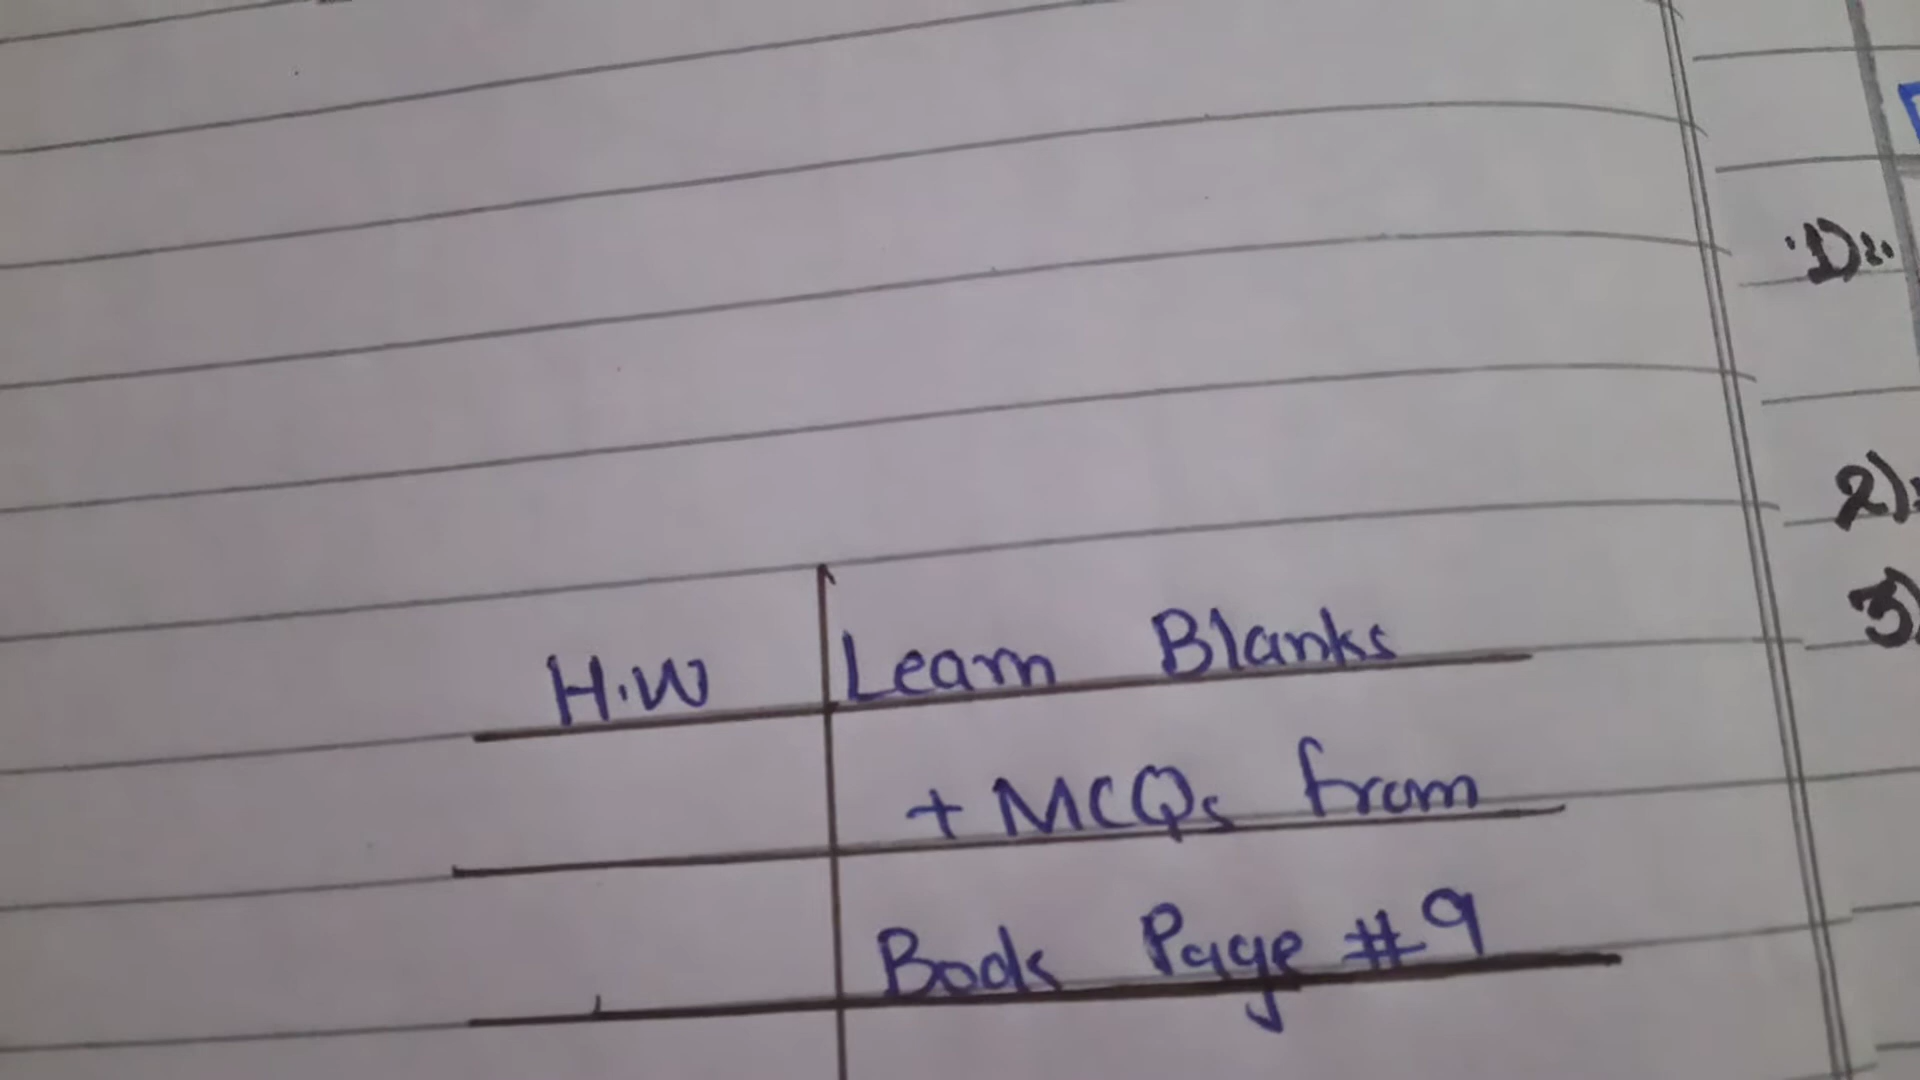 H.W Learn Blanks
+ MCQs from
Book Page #9
1)
2)
3)